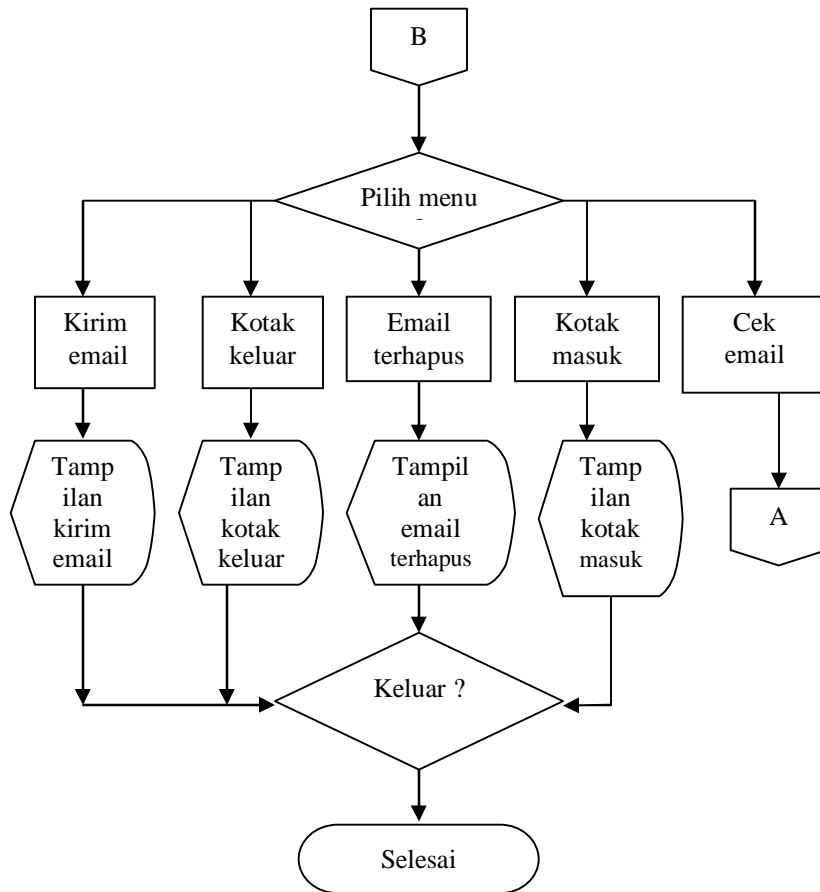 B
Pilih menu
Kirim
email
Kotak
keluar
Email
terhapus
Kotak
masuk
Cek
email
Tamp
ilan
kirim
email
Tamp
ilan
kotak
keluar
Tampil
an
email
terhapus
Tamp
ilan
kotak
masuk
A
Keluar ?
Selesai